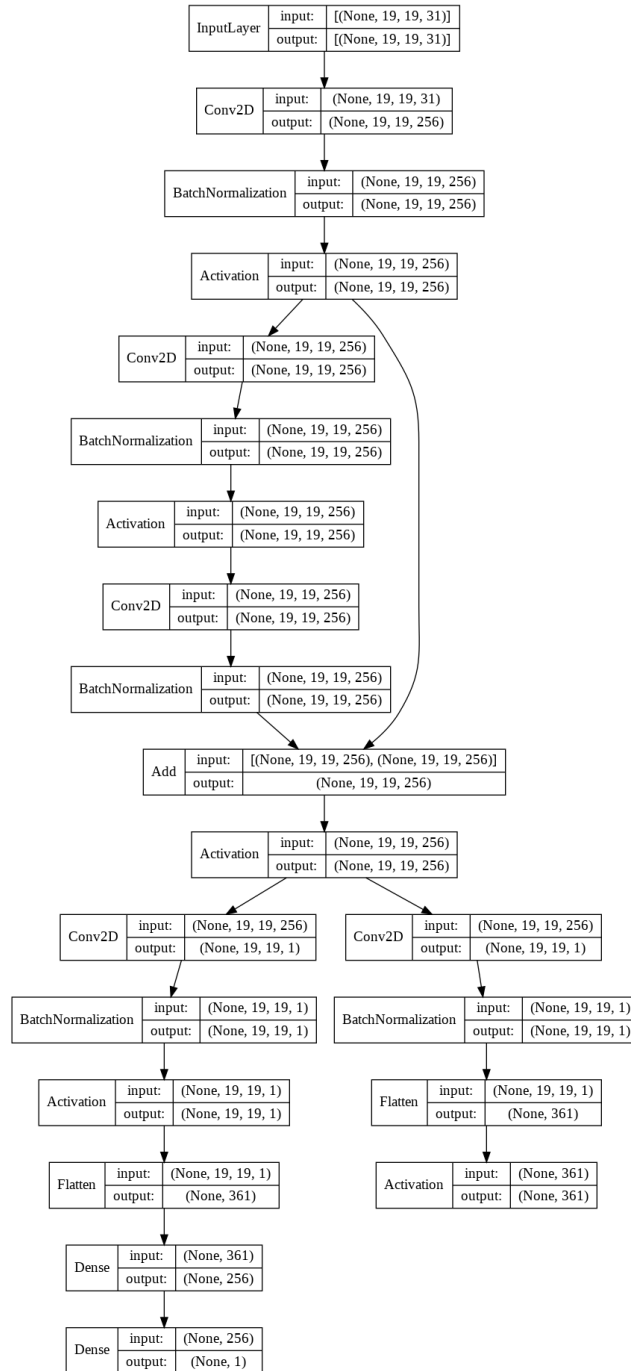 InputLayer
input: [(None, 19, 19, 31)]
output: [(None, 19, 19, 31)]
Conv2D
input: (None, 19, 19, 31)
output: (None, 19, 19, 256)
BatchNormalization
input: (None, 19, 19, 256)
output: (None, 19, 19, 256)
Activation
input: (None, 19, 19, 256)
output: (None, 19, 19, 256)
Conv2D
input: (None, 19, 19, 256)
output: (None, 19, 19, 256)
BatchNormalization
input: (None, 19, 19, 256)
output: (None, 19, 19, 256)
Activation
input: (None, 19, 19, 256)
output: (None, 19, 19, 256)
Conv2D
input: (None, 19, 19, 256)
output: (None, 19, 19, 256)
BatchNormalization
input: (None, 19, 19, 256)
output: (None, 19, 19, 256)
Add
input: [(None, 19, 19, 256), (None, 19, 19, 256)]
output: (None, 19, 19, 256)
Activation
input: (None, 19, 19, 256)
output: (None, 19, 19, 256)
Conv2D
input: (None, 19, 19, 256)
output: (None, 19, 19, 1)
Conv2D
input: (None, 19, 19, 256)
output: (None, 19, 19, 1)
BatchNormalization
input: (None, 19, 19, 1)
output: (None, 19, 19, 1)
BatchNormalization
input: (None, 19, 19, 1)
output: (None, 19, 19, 1)
Activation
input: (None, 19, 19, 1)
output: (None, 19, 19, 1)
Flatten
input: (None, 19, 19, 1)
output: (None, 361)
Flatten
input: (None, 19, 19, 1)
output: (None, 361)
Activation
input: (None, 361)
output: (None, 361)
Dense
input: (None, 361)
output: (None, 256)
Dense
input: (None, 256)
output: (None, 1)